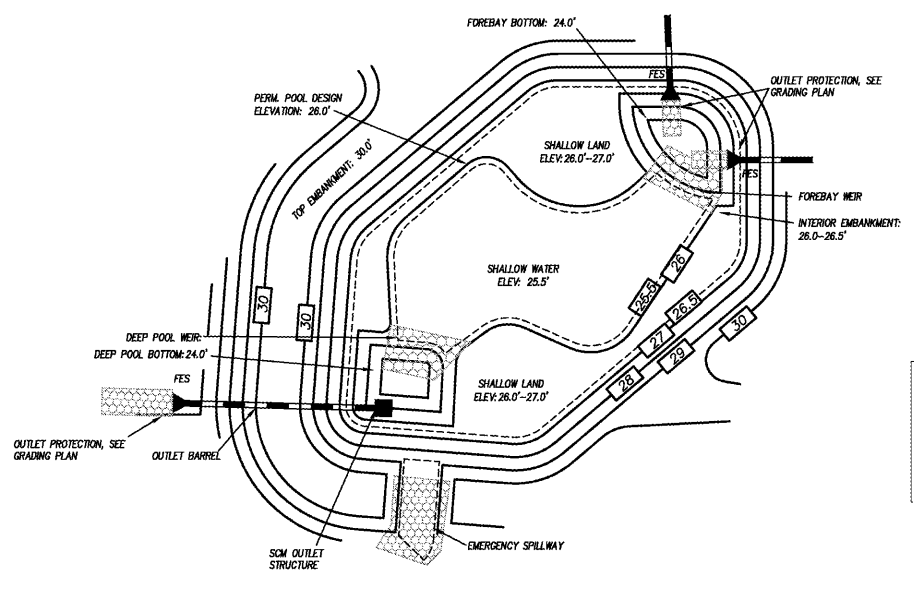 FOREBAY BOTTOM: 24.0'
FES
OUTLET PROTECTION, SEE
GRADING PLAN
PERM. POOL DESIGN
ELEVATION: 26.0'
SHALLOW LAND
ELEV: 26.0'-27.0'
TOP EMBANKMENT: 30.0'
FES
FOREBAY WEIR
INTERIOR EMBANKMENT:
26.0-26.5'
SHALLOW WATER
ELEV: 25.5'
26
25.5
26.5
30
30
30
27
29
28
DEEP POOL WEIR:
DEEP POOL BOTTOM:24.0'
FES
SHALLOW LAND
ELEV:26.0'-27.0'
OUTLET PROTECTION, SEE
GRADING PLAN
OUTLET BARREL
SCM OUTLET
STRUCTURE
EMERGENCY SPILLWAY